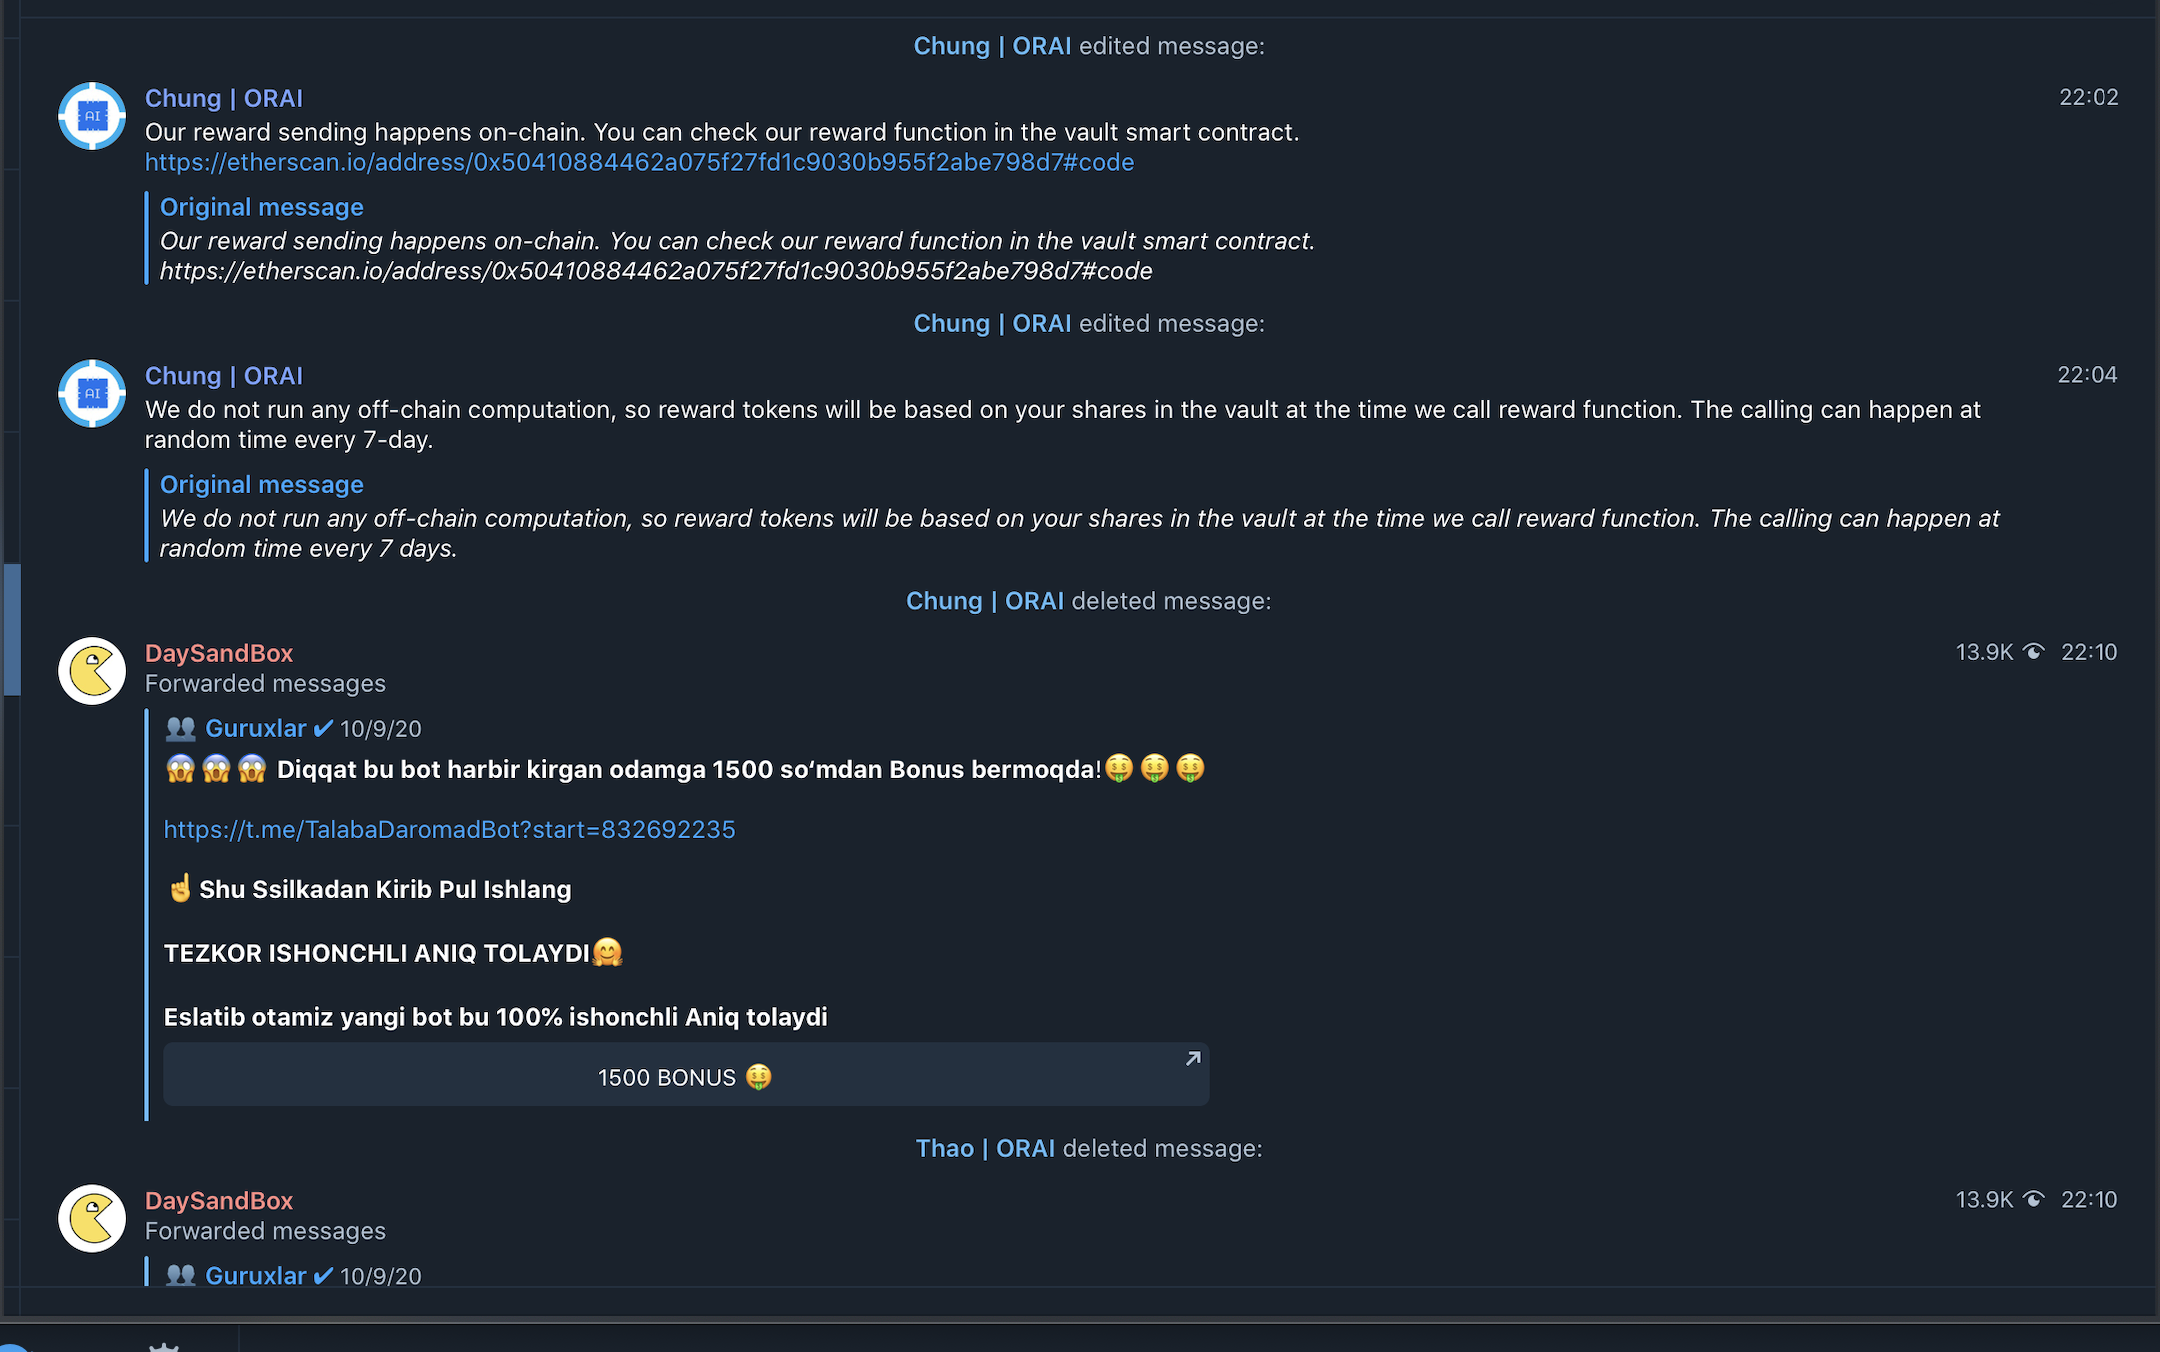 Chung | ORAI edited message:
Chung | ORAI 22:02
Our reward sending happens on-chain. You can check our reward function in the vault smart contract.
https://etherscan.io/address/0x50410884462a075f27fd1c9030b955f2abe798d7#code
Original message
Our reward sending happens on-chain. You can check our reward function in the vault smart contract.
https://etherscan.io/address/0x50410884462a075f27fd1c9030b955f2abe798d7#code
Chung | ORAI edited message:
Chung | ORAI 22:04
We do not run any off-chain computation, so reward tokens will be based on your shares in the vault at the time we call reward function. The calling can happen at
random time every 7-day.
Original message
We do not run any off-chain computation, so reward tokens will be based on your shares in the vault at the time we call reward function. The calling can happen at
random time every 7 days.
Chung | ORAI deleted message:
DaySandBox 13.9K 22:10
Forwarded messages
👥 Guruxlar ✔ 10/9/20
😱😱😱 Diqqat bu bot harbir kirgan odamga 1500 so‘mdan Bonus bermoqda!🤑🤑🤑
https://t.me/TalabaDaromadBot?start=832692235
☝️Shu Ssilkadan Kirib Pul Ishlang
TEZKOR ISHONCHLI ANIQ TOLAYDI🤗
Eslatib otamiz yangi bot bu 100% ishonchli Aniq tolaydi
1500 BONUS 🤑
Thao | ORAI deleted message:
DaySandBox 13.9K 22:10
Forwarded messages
👥 Guruxlar ✔ 10/9/20
AI
AI